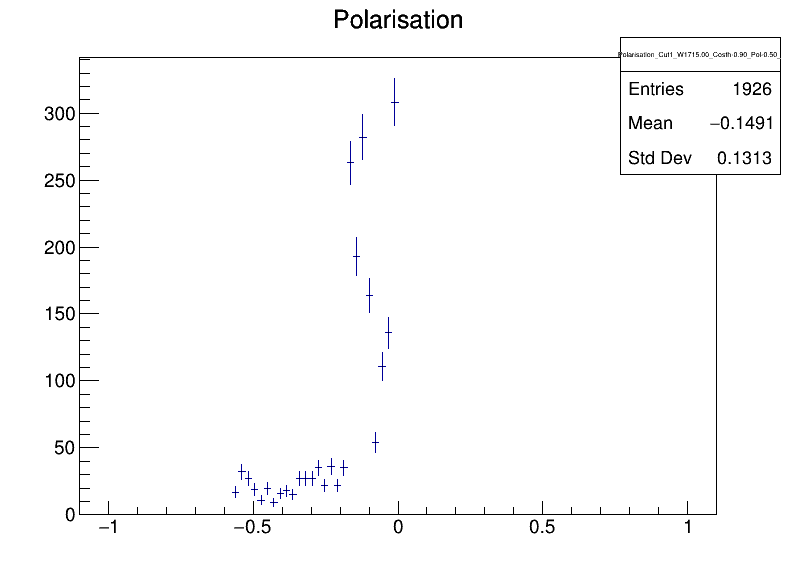 Polarisation
Polarisation_Cut1_W1715.00_Costh-0.90_Pol-0.50_
Entries 1926
Mean −0.1491
Std Dev 0.1313
300
250
200
150
100
50
0
−1 −0.5 0 0.5 1